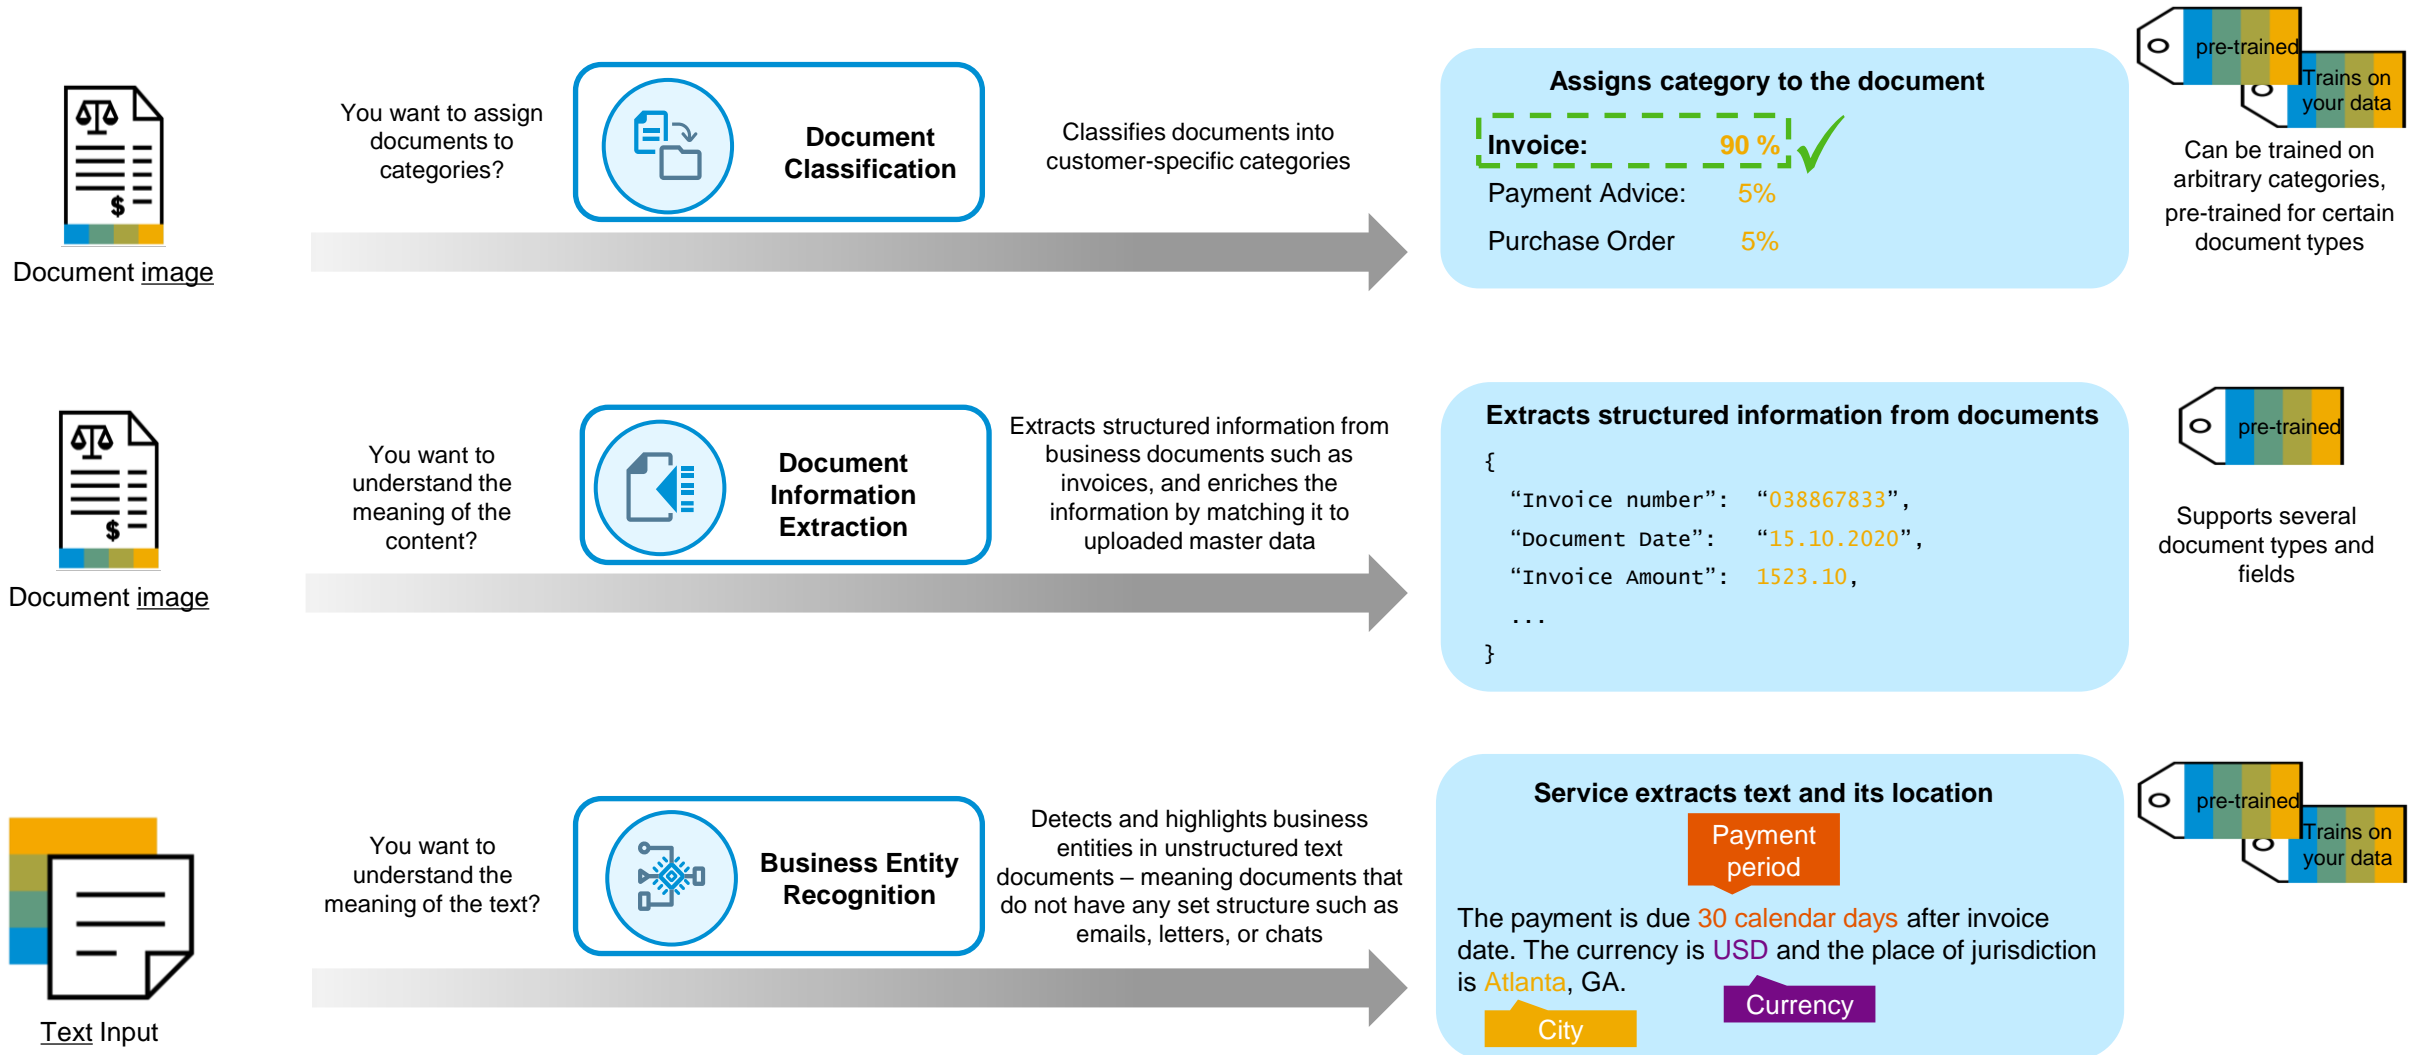 Document image
You want to assign
documents to
categories?
Document
Classification
Classifies documents into
customer-specific categories
Assigns category to the document
Invoice: 90 %
Payment Advice: 5%
Purchase Order 5%
pre-trained
Trains on
your data
Can be trained on
arbitrary categories,
pre-trained for certain
document types
$
Document image
You want to
understand the
meaning of the
content?
Document
Information
Extraction
Extracts structured information from
business documents such as
invoices, and enriches the
information by matching it to
uploaded master data
Extracts structured information from documents
{
“Invoice number”: “038867833”,
“Document Date”: “15.10.2020”,
“Invoice Amount”: 1523.10,
...
}
pre-trained
Supports several
document types and
fields
$
Text Input
You want to
understand the
meaning of the text?
Business Entity
Recognition
Detects and highlights business
entities in unstructured text
documents – meaning documents that
do not have any set structure such as
emails, letters, or chats
Service extracts text and its location
Payment
period
The payment is due 30 calendar days after invoice
date. The currency is USD and the place of jurisdiction
is Atlanta, GA.
Currency
City
pre-trained
Trains on
your data